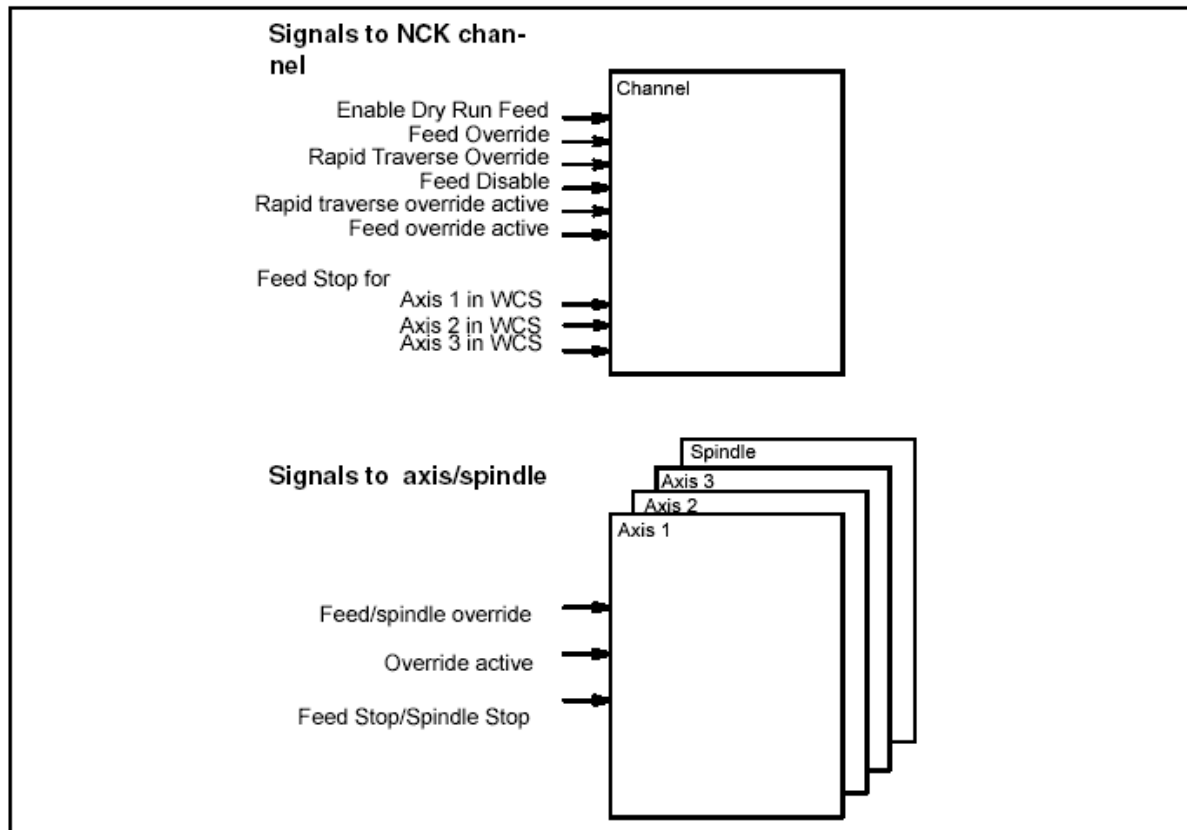 Signals to NCK chan-
nel
Channel
Enable Dry Run Feed
Feed Override
Rapid Traverse Override
Feed Disable
Rapid traverse override active
Feed override active
Feed Stop for
Axis 1 in WCS
Axis 2 in WCS
Axis 3 in WCS
Signals to axis/spindle
Spindle
Axis 3
Axis 2
Axis 1
Feed/spindle override
Override active
Feed Stop/Spindle Stop